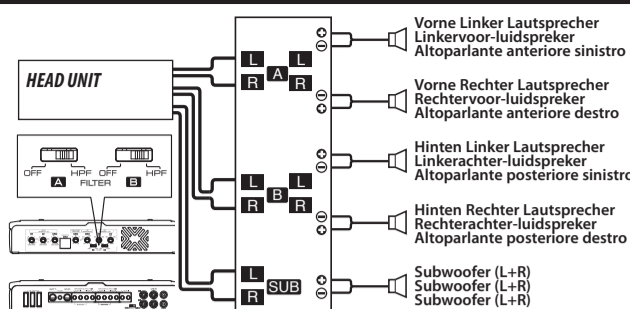 Vorne Linker Lautsprecher
Linkervoor-luidspreker
Altoparlante anteriore sinistro
HEAD UNIT
L A L
R R
Vorne Rechter Lautsprecher
Rechtervoor-luidspreker
Altoparlante anteriore destro
OFF HPF OFF HPF
A FILTER B
Hinten Linker Lautsprecher
Linkerachter-luidspreker
Altoparlante posteriore sinistro
L B L
R R
Hinten Rechter Lautsprecher
Rechterachter-luidspreker
Altoparlante posteriore destro
L
R SUB
Subwoofer (L+R)
Subwoofer (L+R)
Subwoofer (L+R)